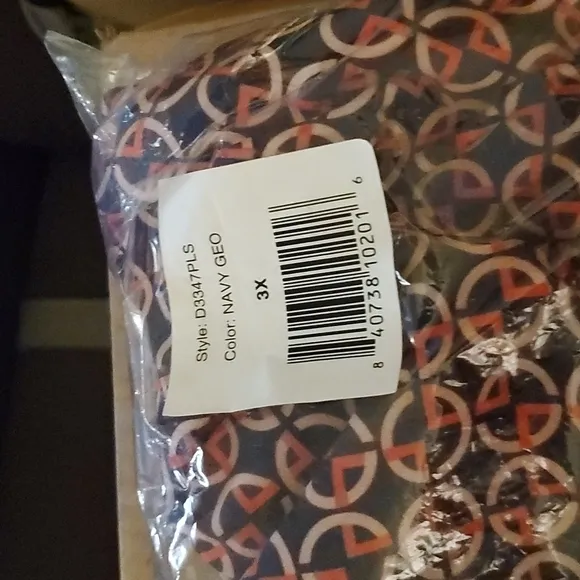 Style: D3347PLS
Color: NAVY GEO
3X
8 40738 10201 6